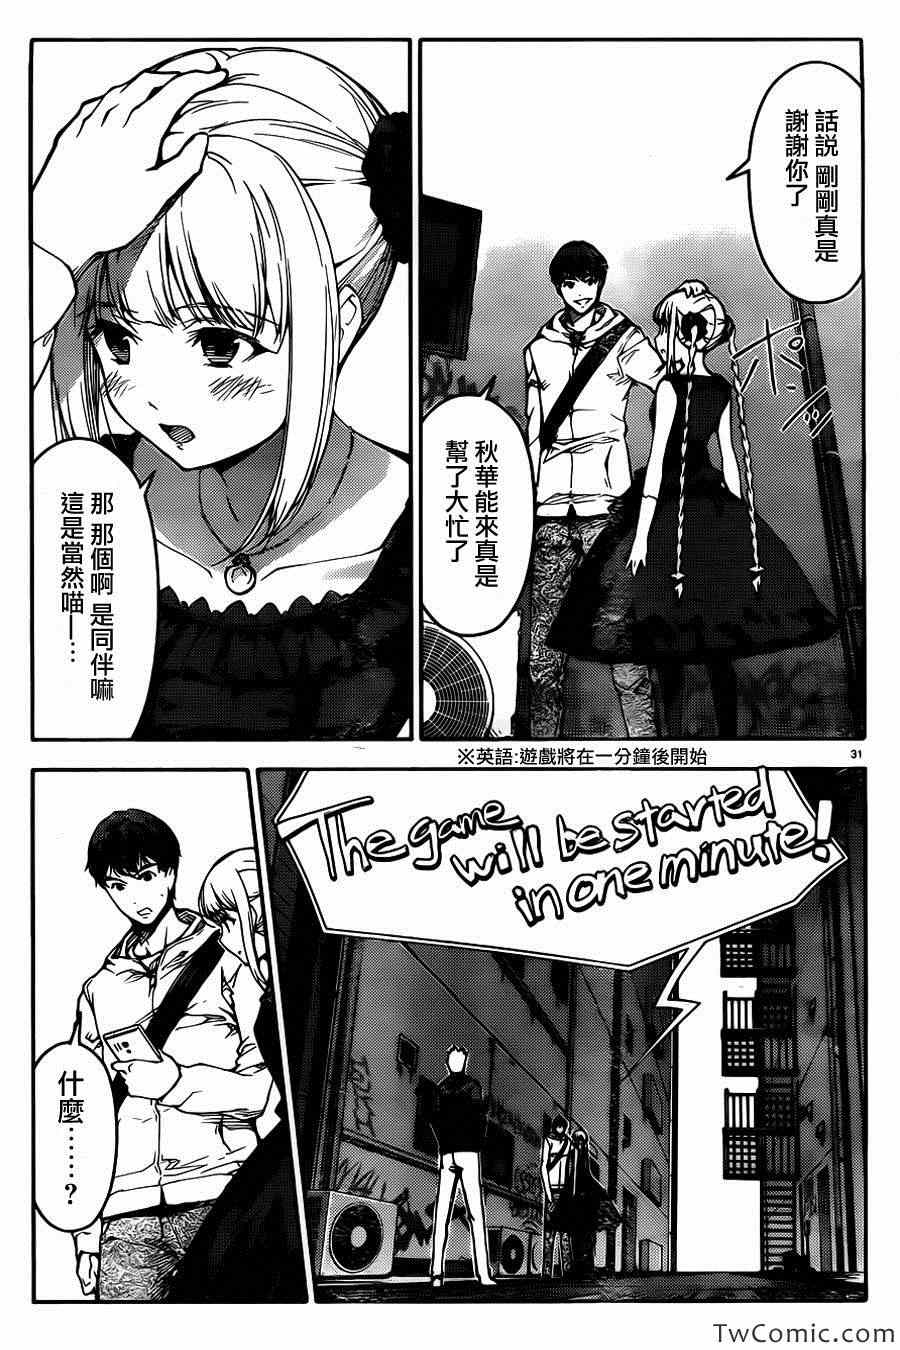 話説 剛剛真是
謝謝你了
ポン
秋華能來真是
幫了大忙了
那 那個啊 是同伴嘛
這是當然喵—…
31
※英語:遊戲將在一分鐘後開始
The game
will be started
in one minute!
什麼……?
TwComic.com